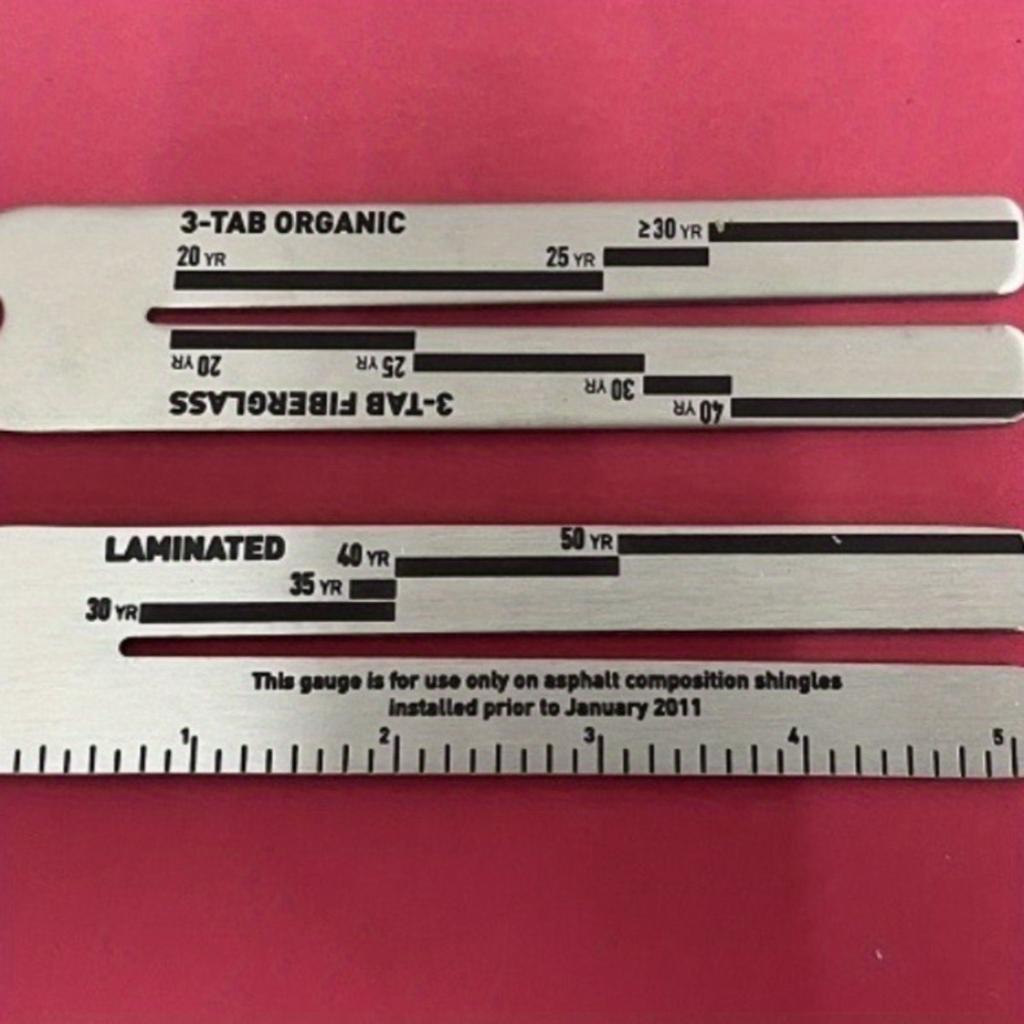 3-TAB ORGANIC
≥30 YR
20 YR
25 YR
20 YR
25 YR
30 YR
40 YR
3-TAB FIBERGLASS
LAMINATED
50 YR
40 YR
35 YR
30 YR
This gauge is for use only on asphalt composition shingles
installed prior to January 2011
1 2 3 4 5